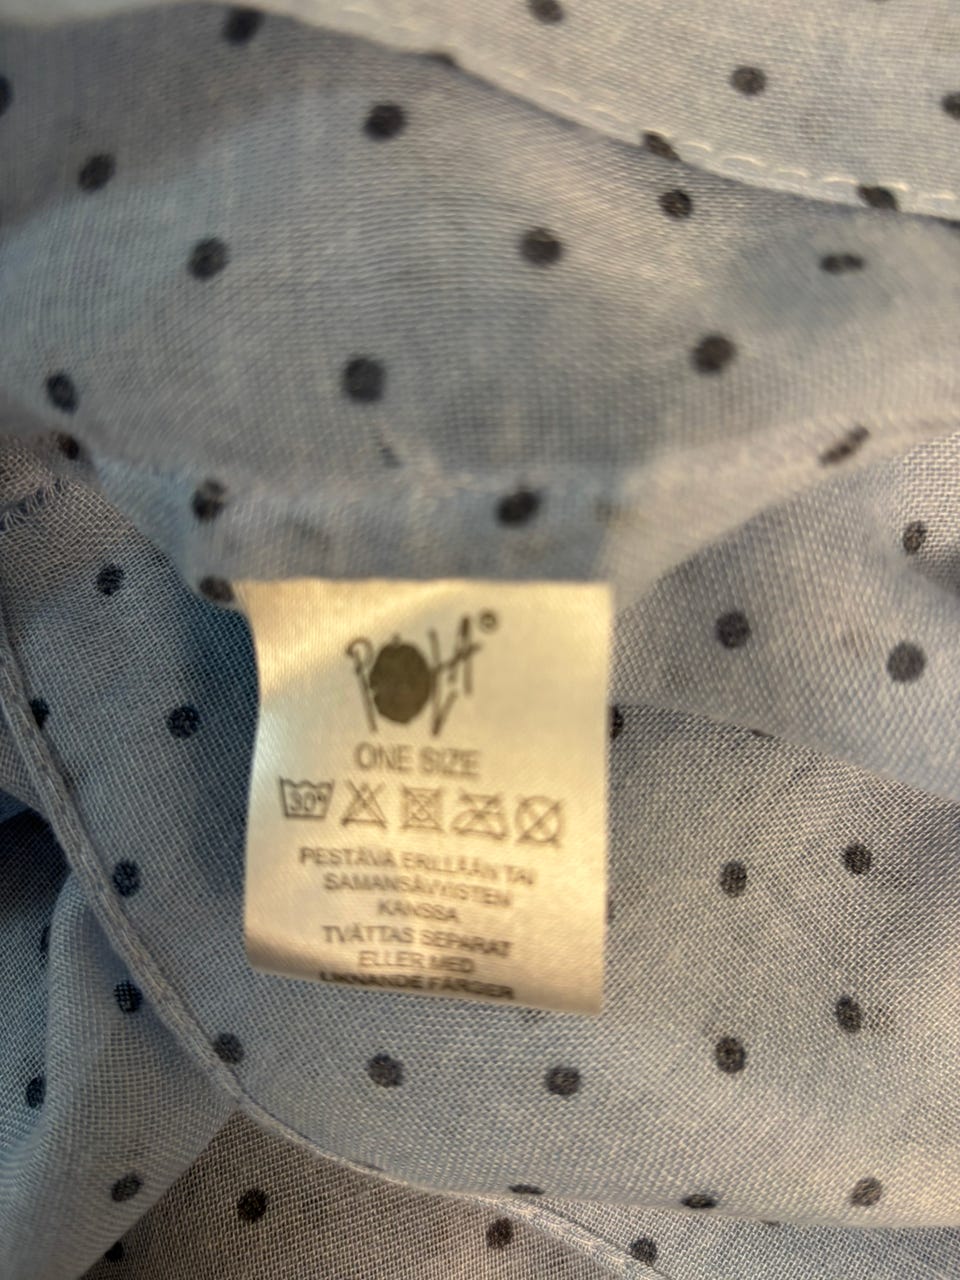 ONE SIZE
30°
PESTÄVÄ ERILLÄÄN TAI
SAMANSÄVYISTEN
KANSSA
TVÄTTAS SEPARAT
ELLER MED
LIKNANDE FÄRGER